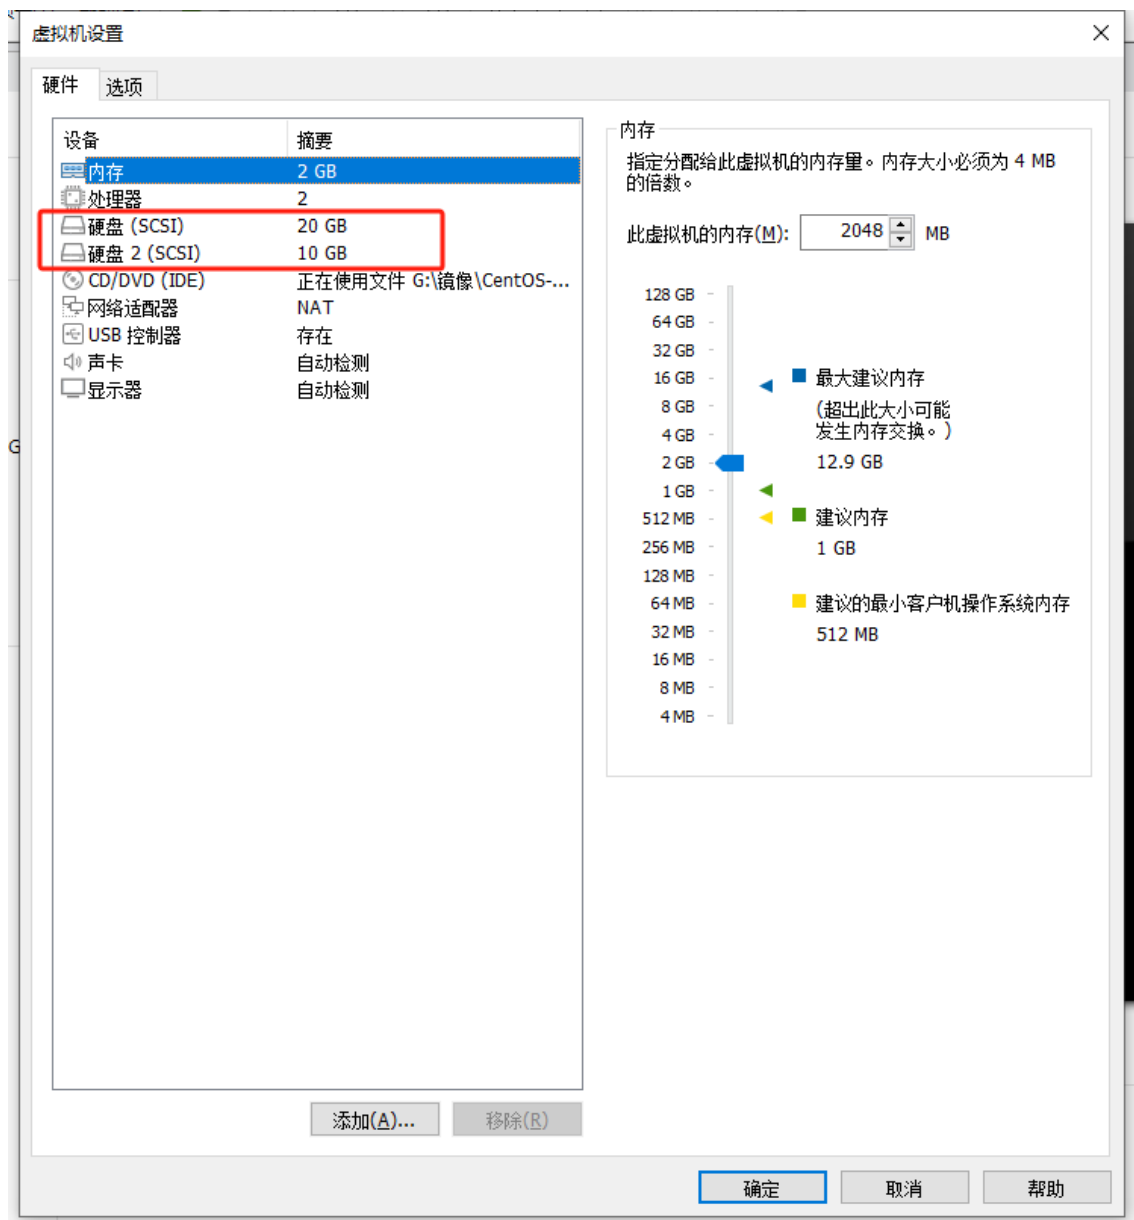 虚拟机设置
硬件
选项
设备 摘要
内存 2 GB
处理器 2
硬盘 (SCSI) 20 GB
硬盘 2 (SCSI) 10 GB
CD/DVD (IDE) 正在使用文件 G:\镜像\CentOS-...
网络适配器 NAT
USB 控制器 存在
声卡 自动检测
显示器 自动检测
添加(A)...
移除(R)
内存
指定分配给此虚拟机的内存量。内存大小必须为 4 MB
的倍数。
此虚拟机的内存(M): 2048 MB
128 GB
64 GB
32 GB
16 GB
8 GB
4 GB
2 GB
1 GB
512 MB
256 MB
128 MB
64 MB
32 MB
16 MB
8 MB
4 MB
最大建议内存
(超出此大小可能
发生内存交换。)
12.9 GB
建议内存
1 GB
建议的最小客户机操作系统内存
512 MB
确定
取消
帮助
G